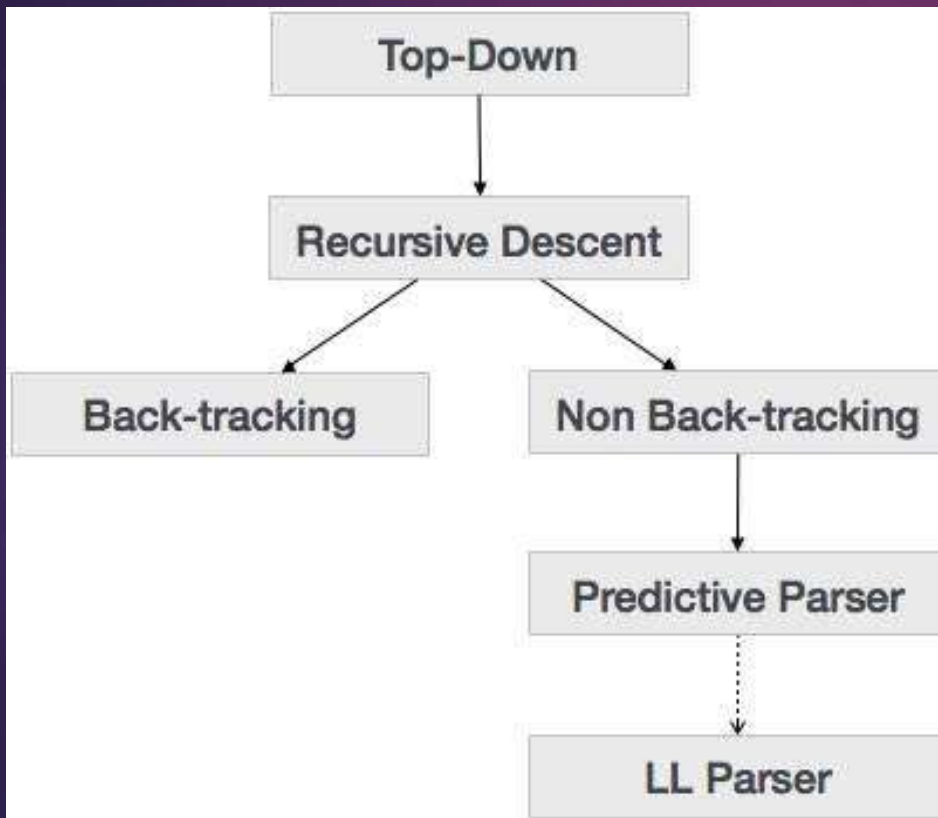 Top-Down
Recursive Descent
Back-tracking
Non Back-tracking
Predictive Parser
LL Parser